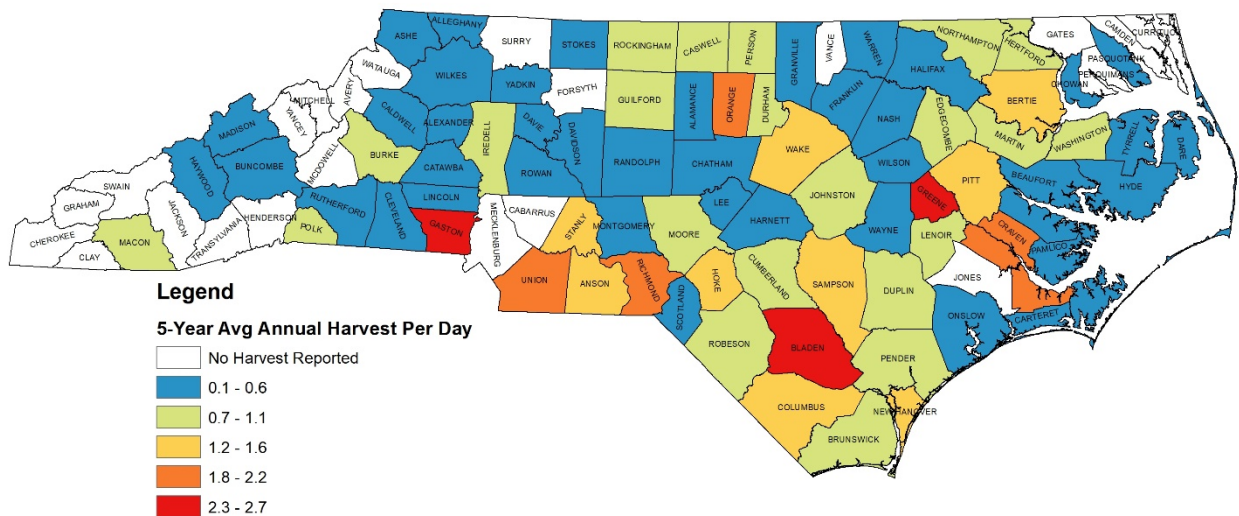 ALLEGHANY
ASHE
SURRY
STOKES
ROCKINGHAM
CASWELL
PERSON
GRANVILLE
VANCE
WARREN
NORTHAMPTON
HERTFORD
GATES
CAMDEN
CURRITUCK
PASQUOTANK
PERQUIMANS
CHOWAN
WATAUGA
WILKES
YADKIN
FORSYTH
GUILFORD
ALAMANCE
ORANGE
DURHAM
FRANKLIN
HALIFAX
NASH
EDGECOMBE
BERTIE
MARTIN
WASHINGTON
TYRRELL
DARE
MITCHELL
AVERY
YANCEY
CALDWELL
ALEXANDER
IREDELL
DAVIE
DAVIDSON
RANDOLPH
CHATHAM
WAKE
WILSON
PITT
BEAUFORT
HYDE
MADISON
HAYWOOD
BUNCOMBE
MCDOWELL
BURKE
CATAWBA
ROWAN
JOHNSTON
GREENE
SWAIN
GRAHAM
JACKSON
HENDERSON
RUTHERFORD
CLEVELAND
LINCOLN
GASTON
MECKLENBURG
CABARRUS
STANLY
MONTGOMERY
MOORE
LEE
HARNETT
WAYNE
LENOIR
CRAVEN
PAMLICO
CHEROKEE
CLAY
MACON
TRANSYLVANIA
POLK
UNION
ANSON
RICHMOND
HOKE
CUMBERLAND
SAMPSON
DUPLIN
JONES
ONSLOW
CARTERET
SCOTLAND
ROBESON
BLADEN
PENDER
COLUMBUS
NEW HANOVER
BRUNSWICK
Legend
5-Year Avg Annual Harvest Per Day
No Harvest Reported
0.1 - 0.6
0.7 - 1.1
1.2 - 1.6
1.8 - 2.2
2.3 - 2.7